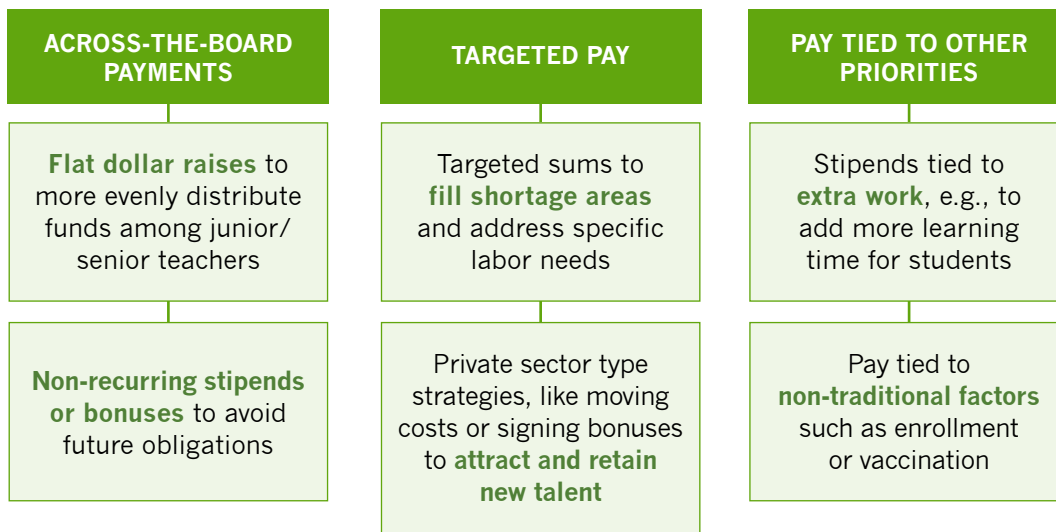 ACROSS-THE-BOARD
PAYMENTS
Flat dollar raises to
more evenly distribute
funds among junior/
senior teachers
Non-recurring stipends
or bonuses to avoid
future obligations
TARGETED PAY
Targeted sums to
fill shortage areas
and address specific
labor needs
Private sector type
strategies, like moving
costs or signing bonuses
to attract and retain
new talent
PAY TIED TO OTHER
PRIORITIES
Stipends tied to
extra work, e.g., to
add more learning
time for students
Pay tied to
non-traditional factors
such as enrollment
or vaccination